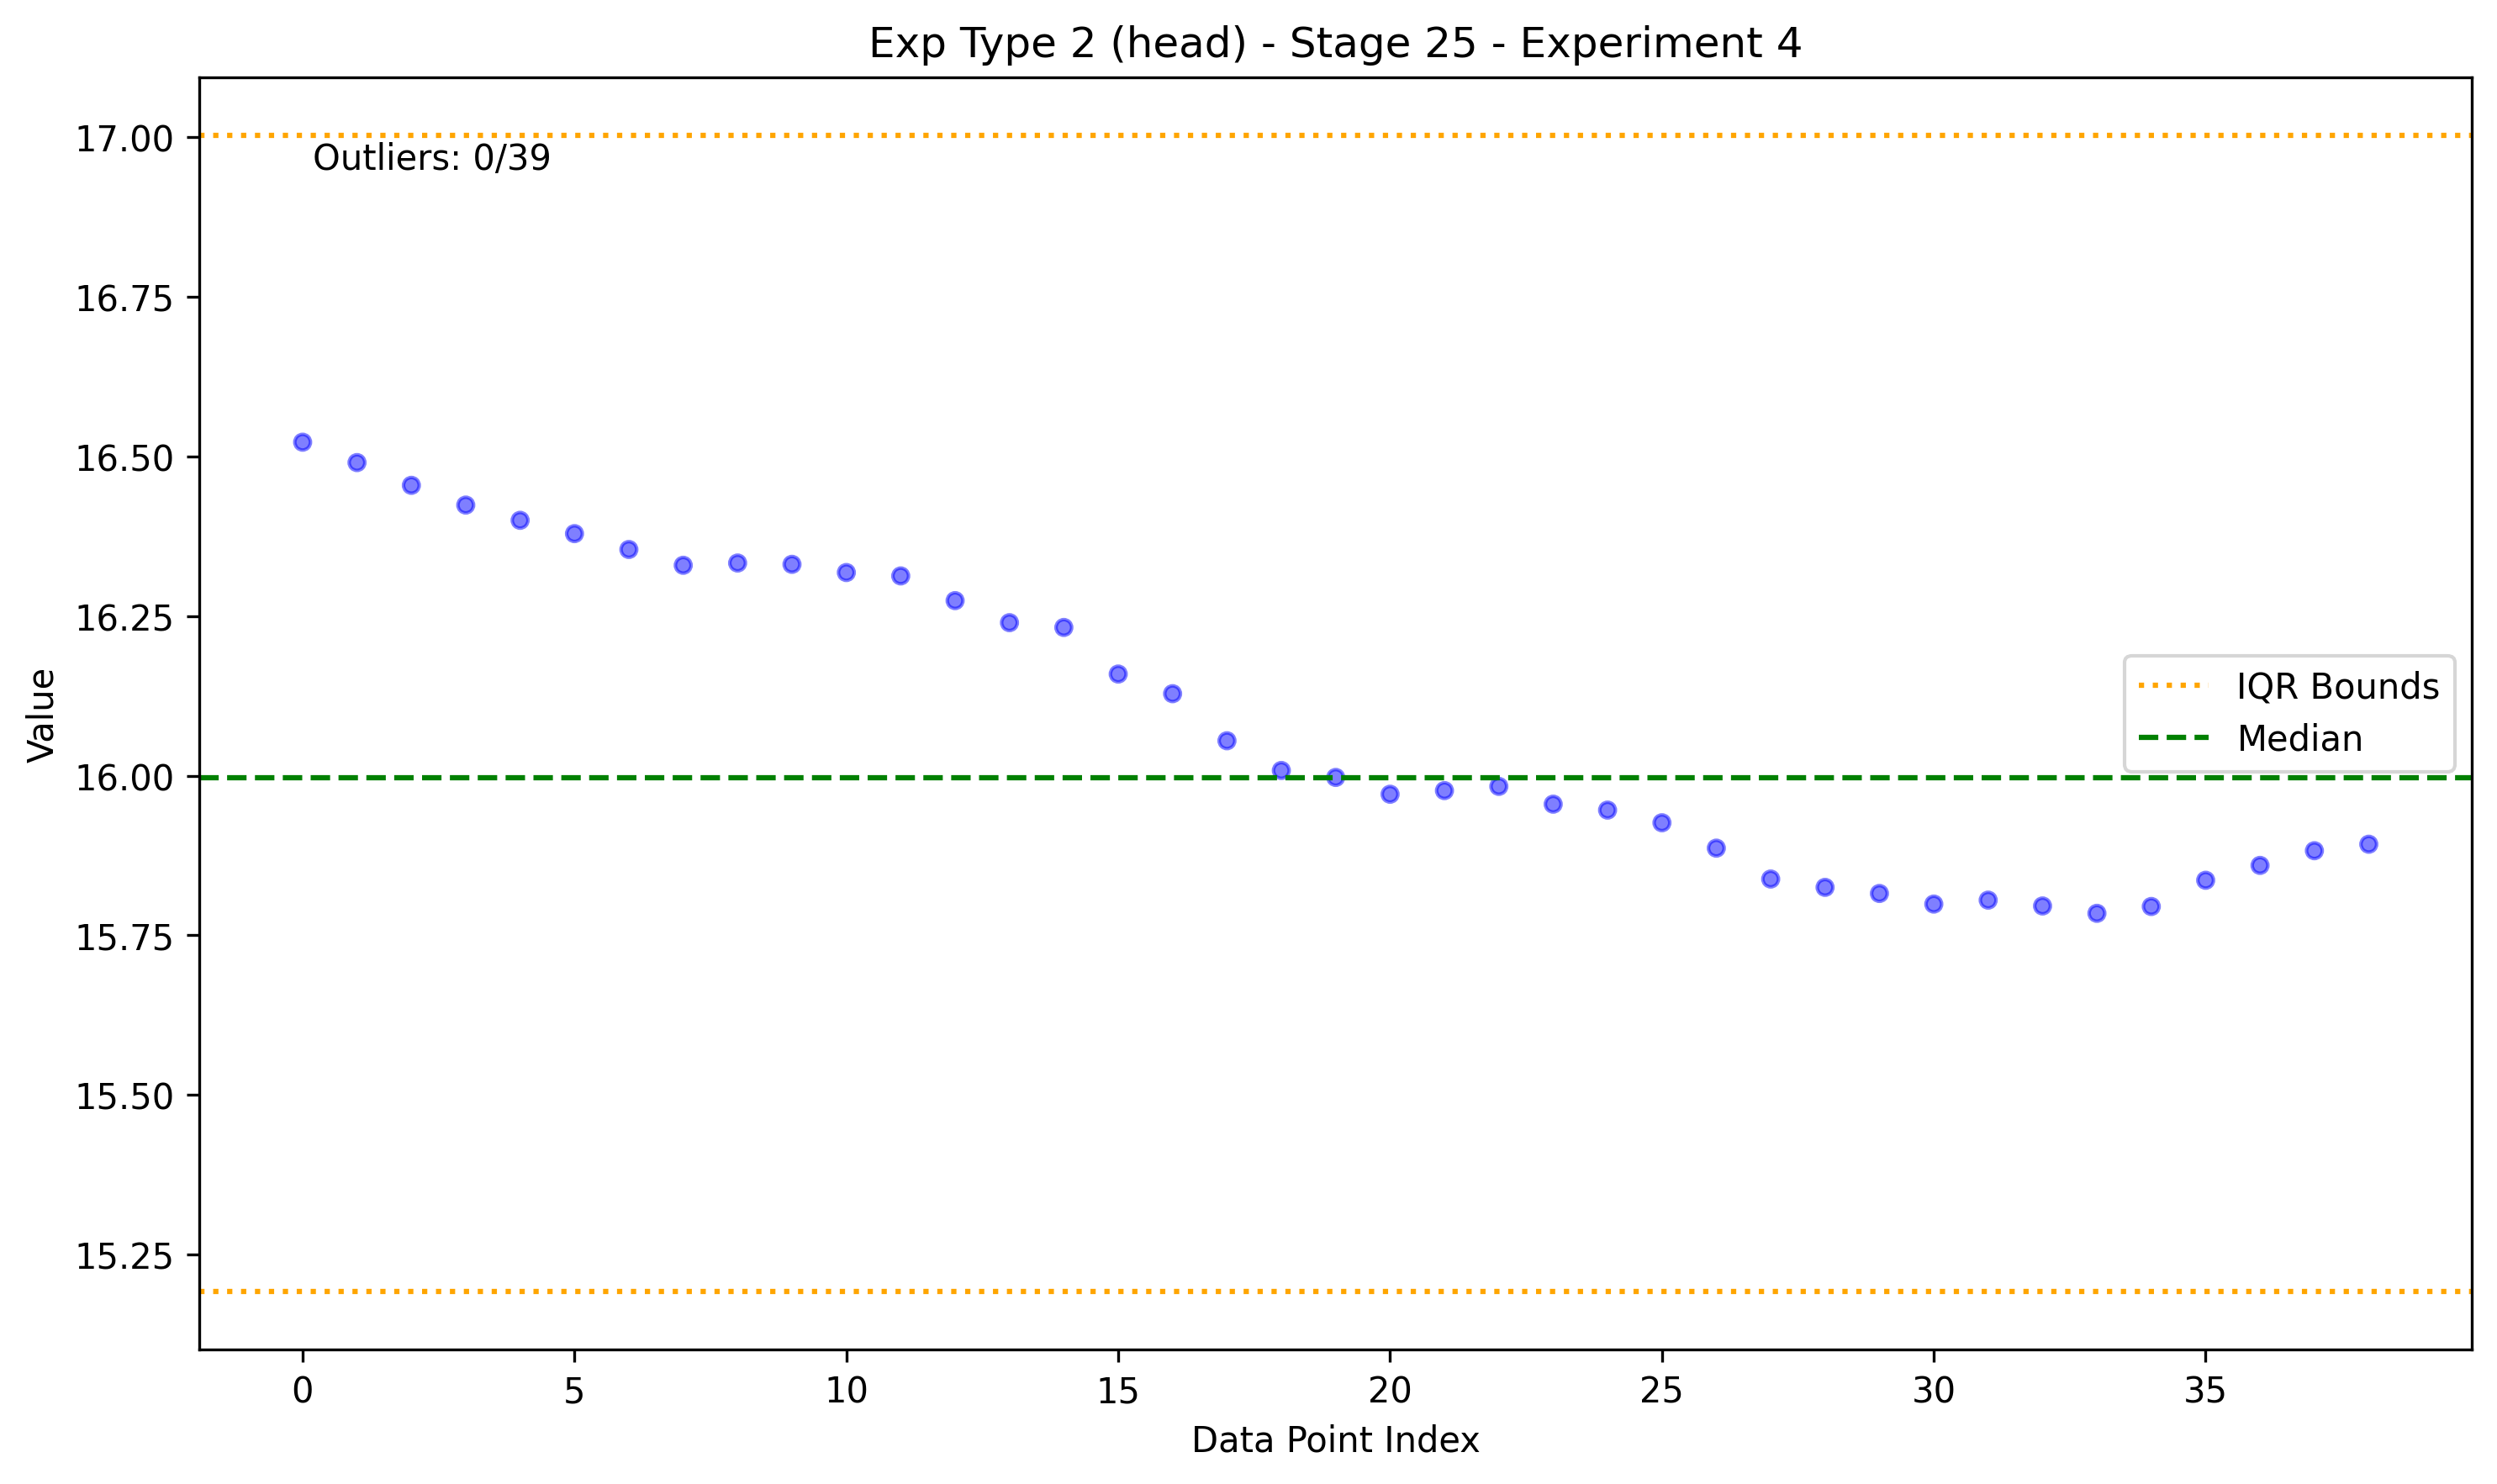 Exp Type 2 (head) - Stage 25 - Experiment 4
17.00
Outliers: 0/39
16.75
16.50
16.25
16.00
15.75
15.50
15.25
Value
IQR Bounds
Median
0 5 10 15 20 25 30 35
Data Point Index